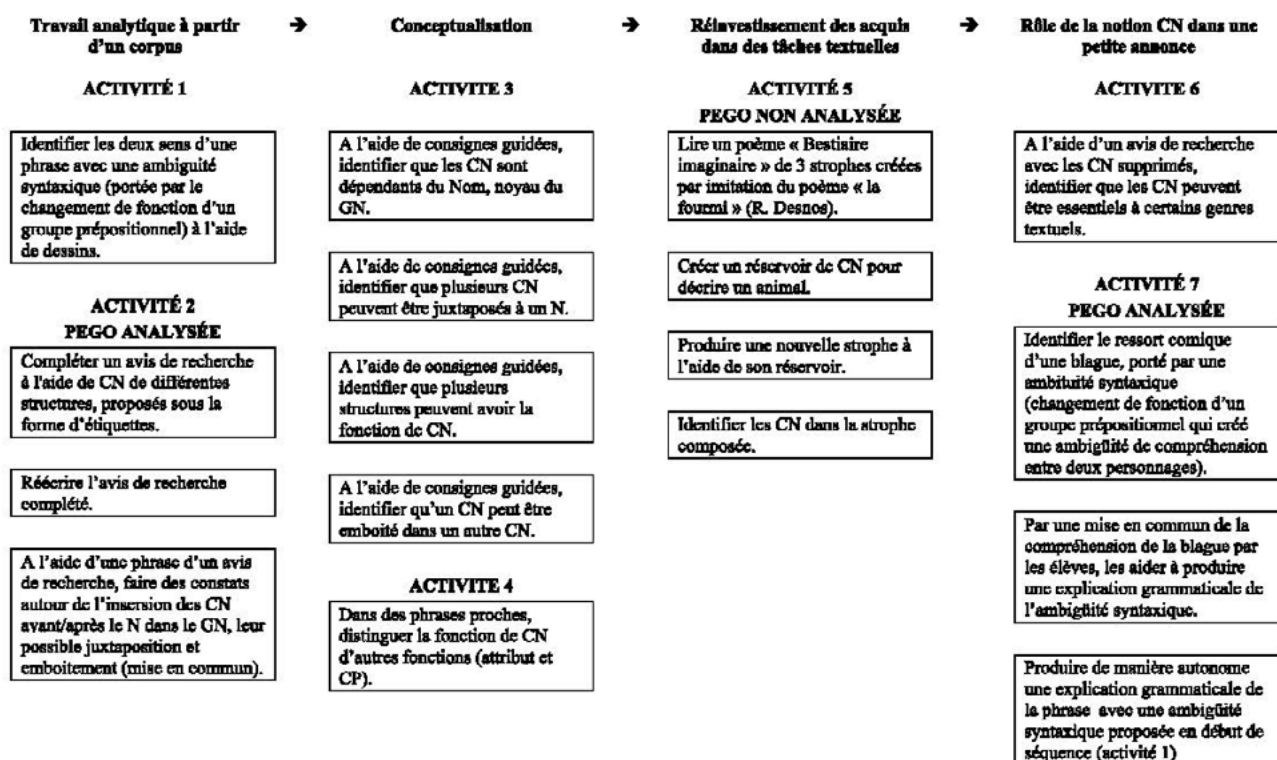 Travail analytique à partir
d'un corpus
→
ACTIVITÉ 1
Identifier les deux sens d'une
phrase avec une ambiguité
syntaxique (portée par le
changement de fonction d'un
groupe prépositionnel) à l'aide
de dessins.
ACTIVITÉ 2
PEGO ANALYSÉE
Compléter un avis de recherche
à l'aide de CN de différentes
structures, proposés sous la
forme d'étiquettes.
Réécrire l'avis de recherche
complété.
A l'aide d'une phrase d'un avis
de recherche, faire des constats
autour de l'insersion des CN
avant/après le N dans le GN, leur
possible juxtaposition et
emboitement (mise en commun).
Conceptualisation
→
ACTIVITE 3
A l'aide de consignes guidées,
identifier que les CN sont
dépendants du Nom, noyau du
GN.
A l'aide de consignes guidées,
identifier que plusieurs CN
peuvent être juxtaposés à un N.
A l'aide de consignes guidées,
identifier que plusieurs
structures peuvent avoir la
fonction de CN.
A l'aide de consignes guidées,
identifier qu'un CN peut être
emboité dans un autre CN.
ACTIVITE 4
Dans des phrases proches,
distinguer la fonction de CN
d'autres fonctions (attribut et
CP).
Réinvestissement des acquis
dans des tâches textuelles
→
ACTIVITÉ 5
PEGO NON ANALYSÉE
Lire un poème « Bestiaire
imaginaire » de 3 strophes créées
par imitation du poème « la
fourmi » (R. Desnos).
Créer un réservoir de CN pour
décrire un animal.
Produire une nouvelle strophe à
l'aide de son réservoir.
Identifier les CN dans la strophe
composée.
Rôle de la notion CN dans une
petite annonce
ACTIVITÉ 6
A l'aide d'un avis de recherche
avec les CN supprimés,
identifier que les CN peuvent
être essentiels à certains genres
textuels.
ACTIVITÉ 7
PEGO ANALYSÉE
Identifier le ressort comique
d'une blague, porté par une
ambituité syntaxique
(changement de fonction d'un
groupe prépositionnel qui créé
une ambigüité de compréhension
entre deux personnages).
Par une mise en commun de la
compréhension de la blague par
les élèves, les aider à produire
une explication grammaticale de
l'ambigüité syntaxique.
Produire de manière autonome
une explication grammaticale de
la phrase avec une ambigüité
syntaxique proposée en début de
séquence (activité 1)